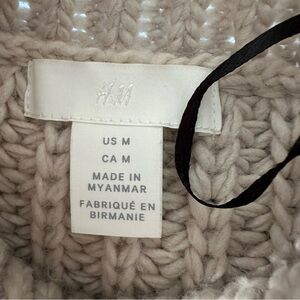 H&M
US M
CA M
MADE IN
MYANMAR
FABRIQUÉ EN
BIRMANIE